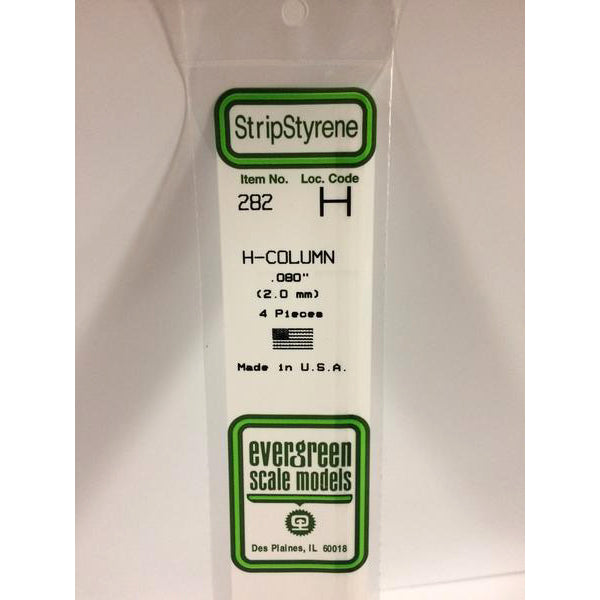 StripStyrene
Item No. Loc. Code
282 H
H-COLUMN
.080"
(2.0 mm)
4 Pieces
Made in U.S.A.
evergreen
scale models
Des Plaines, IL 60018